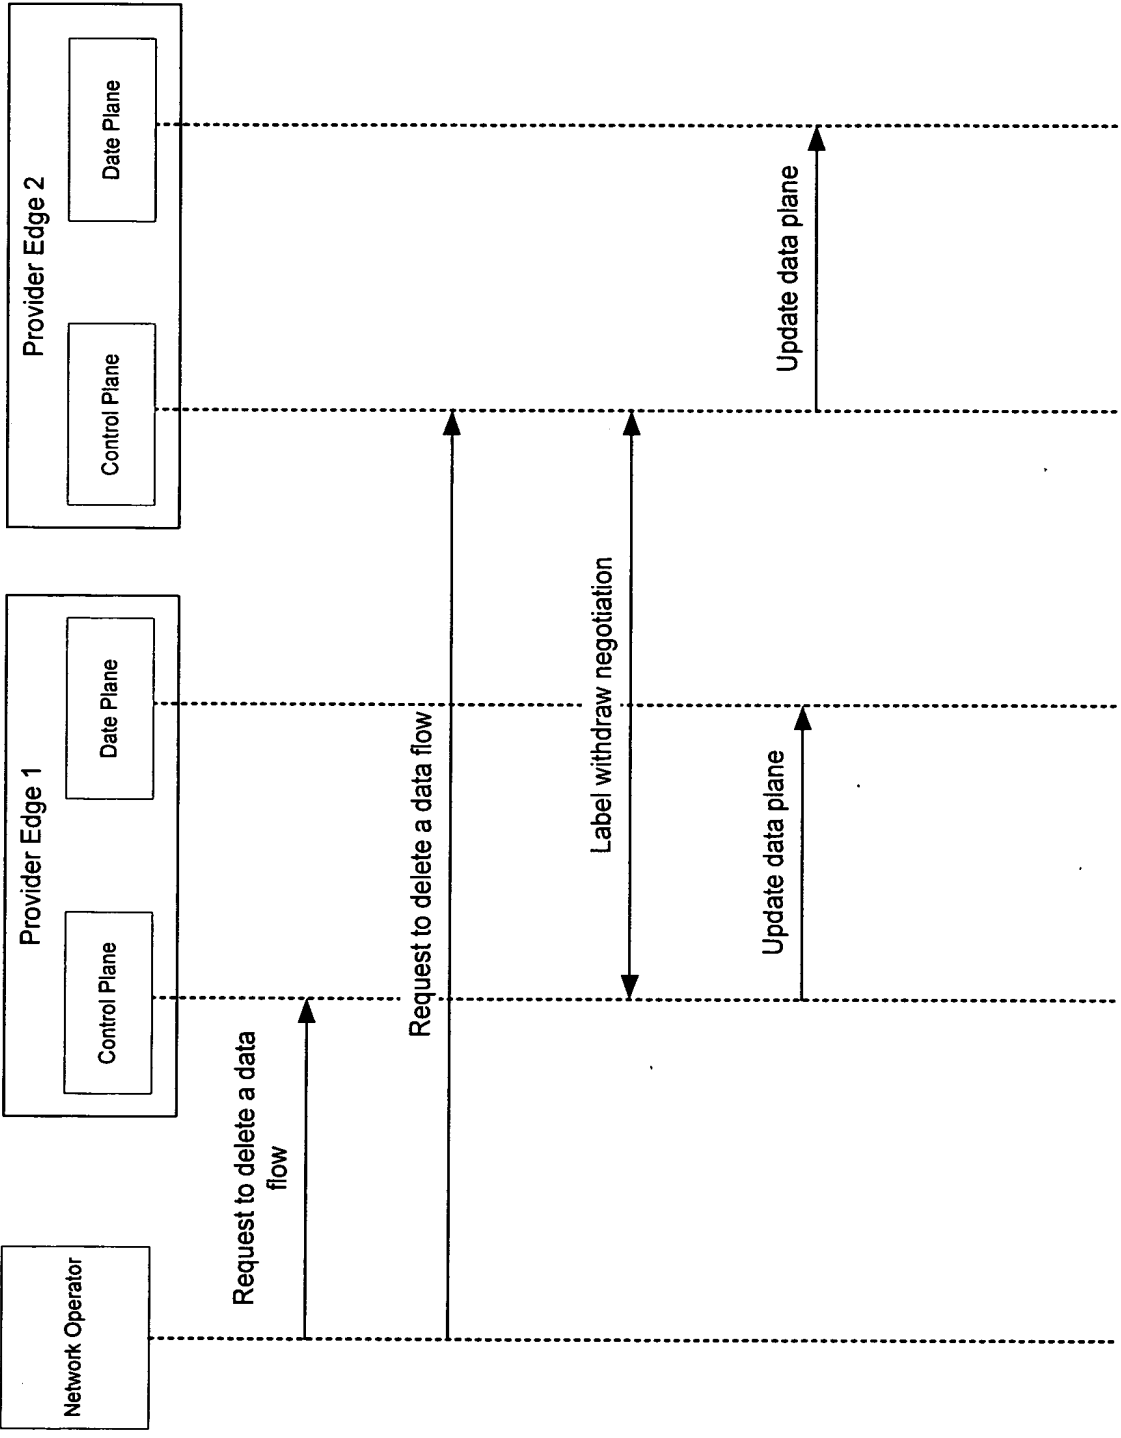 Network Operator
Provider Edge 1
Control Plane
Date Plane
Provider Edge 2
Control Plane
Date Plane
Request to delete a data
flow
Request to delete a data flow
Label withdraw negotiation
Update data plane
Update data plane